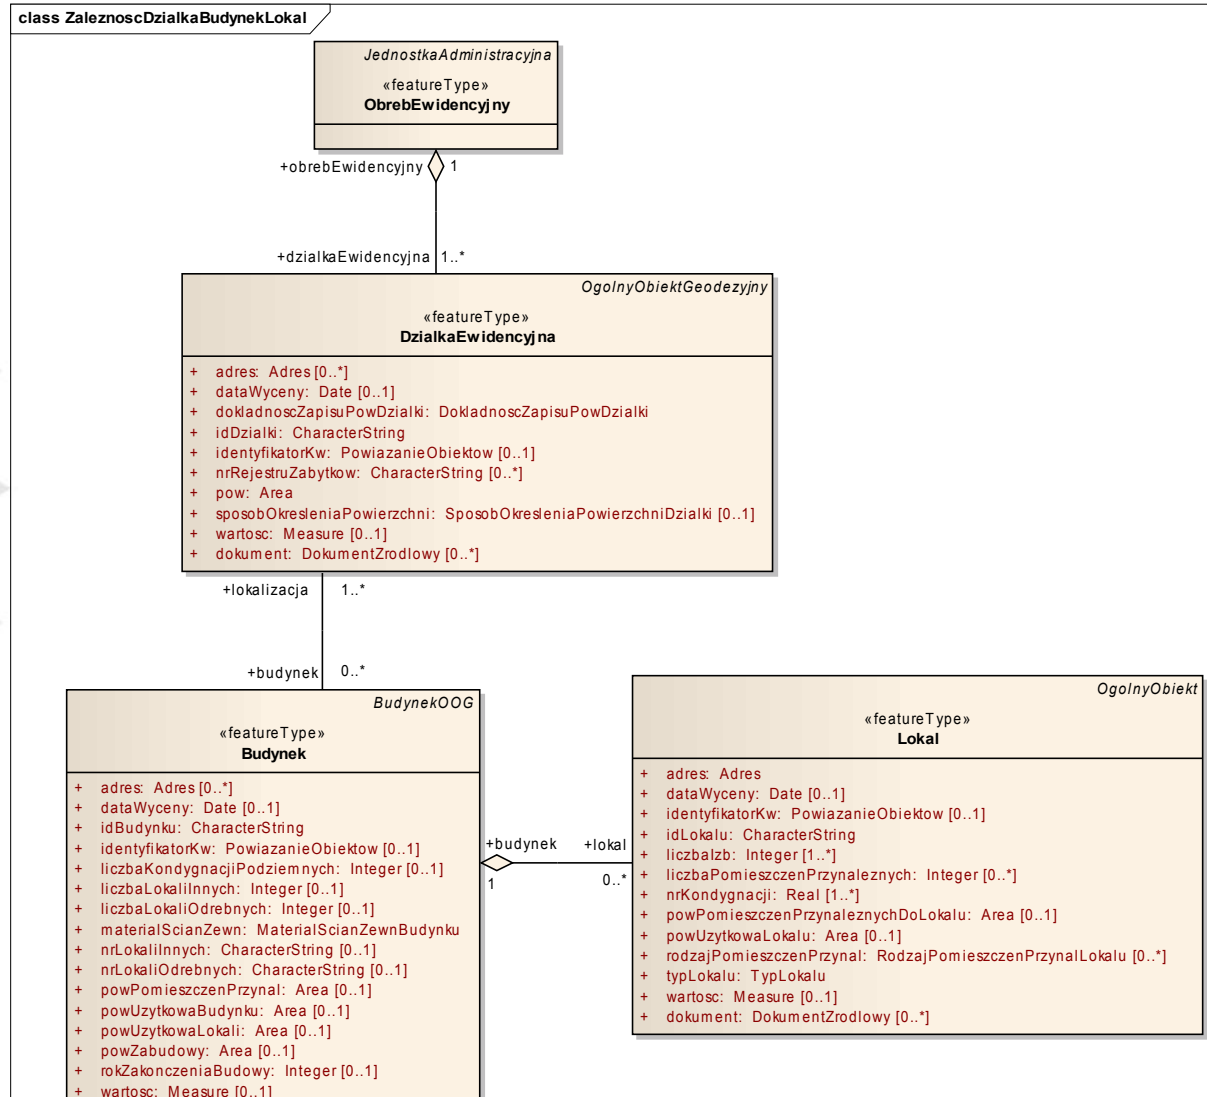 class ZaleznoscDzialkaBudynekLokal
JednostkaAdministracyjna
«featureType»
ObrebEwidencyjny
+obrebEwidencyjny 1
+dzialkaEwidencyjna 1..*
OgolnyObiektGeodezyjny
«featureType»
DzialkaEwidencyjna
+ adres: Adres [0..*]
+ dataWyceny: Date [0..1]
+ dokladnoscZapisuPowDzialki: DokladnoscZapisuPowDzialki
+ idDzialki: CharacterString
+ identyfikatorKw: PowiazanieObiektow [0..1]
+ nrRejestruZabytkow: CharacterString [0..*]
+ pow: Area
+ sposobOkresleniaPowierzchni: SposobOkresleniaPowierzchniDzialki [0..1]
+ wartosc: Measure [0..1]
+ dokument: DokumentZrodlowy [0..*]
+lokalizacja 1..*
+budynek 0..*
BudynekOOG
«featureType»
Budynek
+ adres: Adres [0..*]
+ dataWyceny: Date [0..1]
+ idBudynku: CharacterString
+ identyfikatorKw: PowiazanieObiektow [0..1]
+ liczbaKondygnacjiPodziemnych: Integer [0..1]
+ liczbaLokaliInnych: Integer [0..1]
+ liczbaLokaliOdrebnych: Integer [0..1]
+ materialScianZewn: MaterialScianZewnBudynku
+ nrLokaliInnych: CharacterString [0..1]
+ nrLokaliOdrebnych: CharacterString [0..1]
+ powPomieszczenPrzynal: Area [0..1]
+ powUzytkowaBudynku: Area [0..1]
+ powUzytkowaLokali: Area [0..1]
+ powZabudowy: Area [0..1]
+ rokZakonczeniaBudowy: Integer [0..1]
+ wartosc: Measure [0..1]
+budynek +lokal
1 0..*
OgolnyObiekt
«featureType»
Lokal
+ adres: Adres
+ dataWyceny: Date [0..1]
+ identyfikatorKw: PowiazanieObiektow [0..1]
+ idLokalu: CharacterString
+ liczbaIzb: Integer [1..*]
+ liczbaPomieszczenPrzynaleznych: Integer [0..*]
+ nrKondygnacji: Real [1..*]
+ powPomieszczenPrzynaleznychDoLokalu: Area [0..1]
+ powUzytkowaLokalu: Area [0..1]
+ rodzajPomieszczenPrzynal: RodzajPomieszczenPrzynalLokalu [0..*]
+ typLokalu: TypLokalu
+ wartosc: Measure [0..1]
+ dokument: DokumentZrodlowy [0..*]